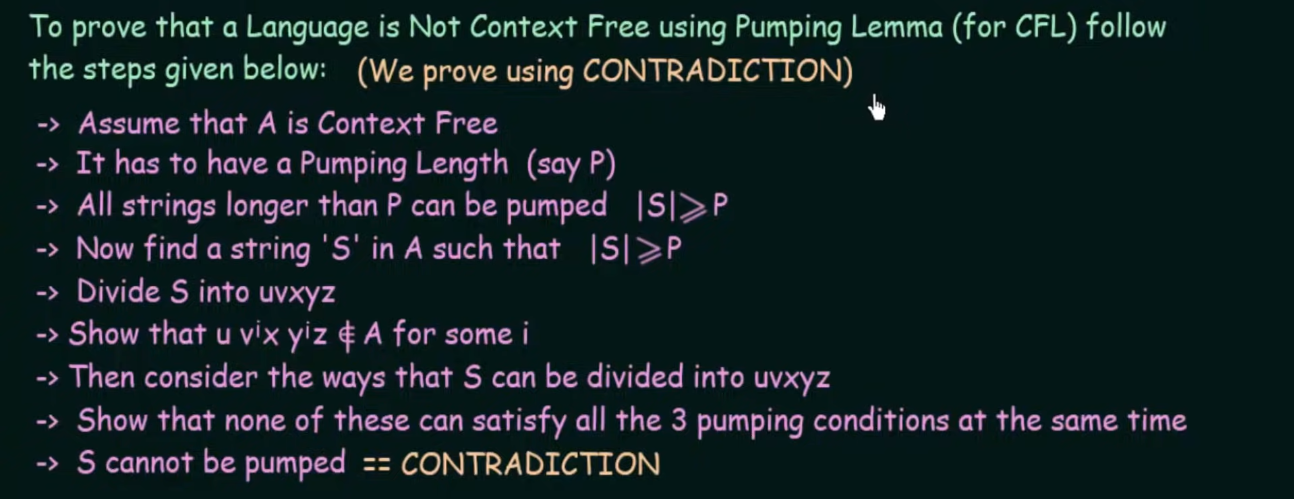 To prove that a Language is Not Context Free using Pumping Lemma (for CFL) follow
the steps given below: (We prove using CONTRADICTION)
-> Assume that A is Context Free
-> It has to have a Pumping Length (say P)
-> All strings longer than P can be pumped |S|⩾P
-> Now find a string 'S' in A such that |S|⩾P
-> Divide S into uvxyz
-> Show that u vⁱx yⁱz ∉ A for some i
-> Then consider the ways that S can be divided into uvxyz
-> Show that none of these can satisfy all the 3 pumping conditions at the same time
-> S cannot be pumped == CONTRADICTION